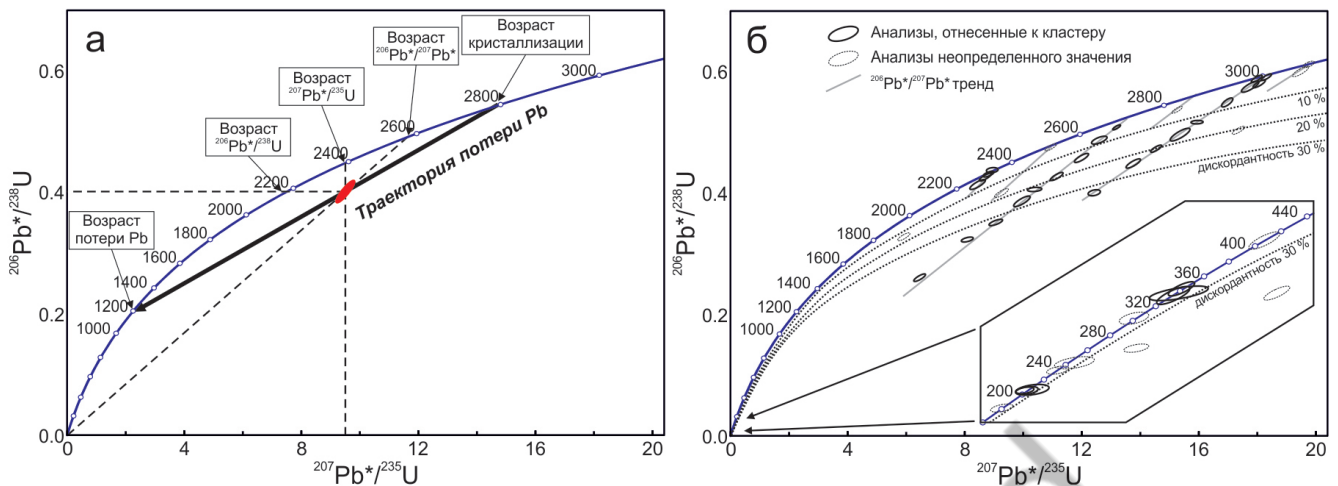 а
Возраст
кристаллизации
Возраст
²⁰⁶Pb*/²⁰⁷Pb*
Возраст
²⁰⁷Pb*/²³⁵U
Возраст
²⁰⁶Pb*/²³⁸U
Возраст
потери Pb
Траектория потери Pb
3000
2800
2600
2400
2200
2000
1800
1600
1400
1200
1000
0.6
0.4
0.2
0.0
²⁰⁶Pb*/²³⁸U
0 4 8 12 16 20
²⁰⁷Pb*/²³⁵U
б
Анализы, отнесенные к кластеру
Анализы неопределенного значения
²⁰⁶Pb*/²⁰⁷Pb* тренд
3000
2800
2600
2400
2200
2000
1800
1600
1400
1200
1000
10 %
20 %
дискордантность 30 %
440
400
360
320
280
240
200
дискордантность 30 %
0.6
0.4
0.2
0.0
²⁰⁶Pb*/²³⁸U
0 4 8 12 16 20
²⁰⁷Pb*/²³⁵U